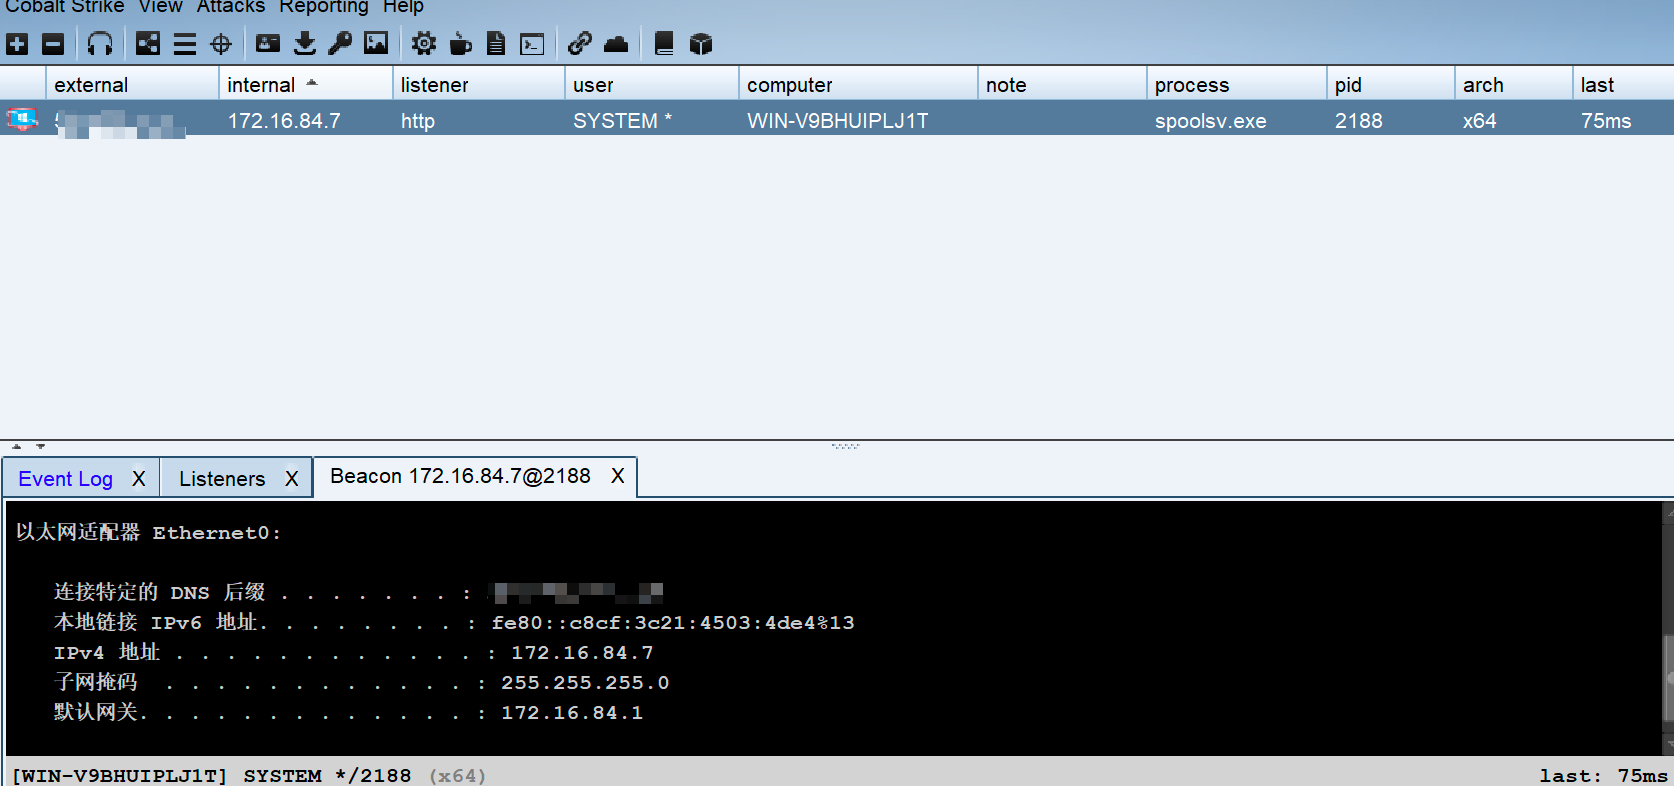 Cobalt Strike View Attacks Reporting Help
external internal listener user computer note process pid arch last
172.16.84.7 http SYSTEM * WIN-V9BHUIPLJ1T spoolsv.exe 2188 x64 75ms
Event Log X Listeners X Beacon 172.16.84.7@2188 X
以太网适配器 Ethernet0:
连接特定的 DNS 后缀 . . . . . . . :
本地链接 IPv6 地址. . . . . . . . : fe80::c8cf:3c21:4503:4de4%13
IPv4 地址 . . . . . . . . . . . . : 172.16.84.7
子网掩码 . . . . . . . . . . . . : 255.255.255.0
默认网关. . . . . . . . . . . . . : 172.16.84.1
[WIN-V9BHUIPLJ1T] SYSTEM */2188 (x64) last: 75ms